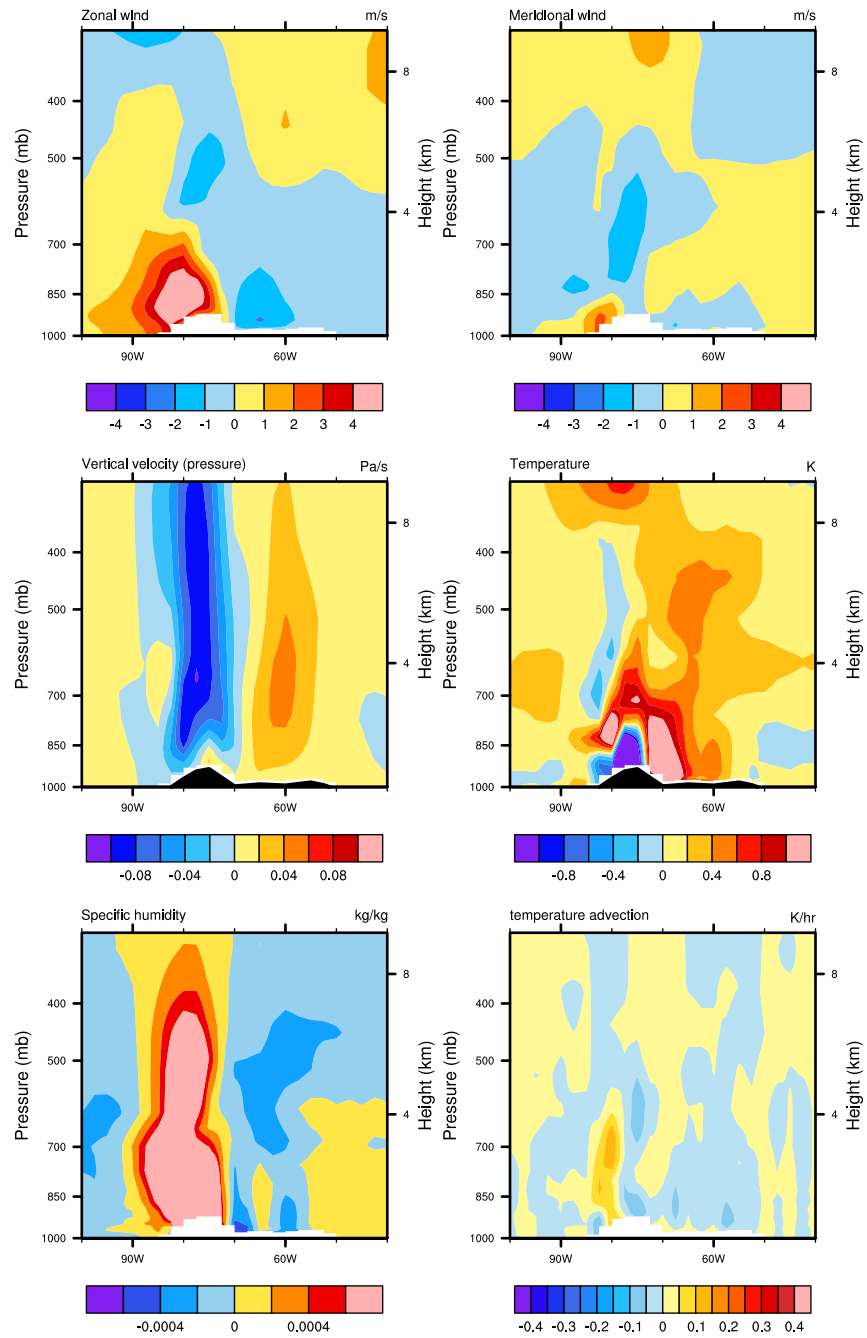 Zonal wind m/s
Meridional wind m/s
Pressure (mb)
400
500
700
850
1000
8
4
Height (km)
90W 60W
-4 -3 -2 -1 0 1 2 3 4
Pressure (mb)
400
500
700
850
1000
8
4
Height (km)
90W 60W
-4 -3 -2 -1 0 1 2 3 4
Vertical velocity (pressure) Pa/s
Temperature K
Pressure (mb)
400
500
700
850
1000
8
4
Height (km)
90W 60W
-0.08 -0.04 0 0.04 0.08
Pressure (mb)
400
500
700
850
1000
8
4
Height (km)
90W 60W
-0.8 -0.4 0 0.4 0.8
Specific humidity kg/kg
temperature advection K/hr
Pressure (mb)
400
500
700
850
1000
8
4
Height (km)
90W 60W
-0.0004 0 0.0004
Pressure (mb)
400
500
700
850
1000
8
4
Height (km)
90W 60W
-0.4 -0.3 -0.2 -0.1 0 0.1 0.2 0.3 0.4